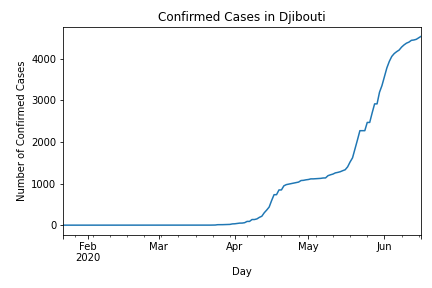 Confirmed Cases in Djibouti
Number of Confirmed Cases
4000
3000
2000
1000
0
Feb
2020
Mar
Apr
May
Jun
Day